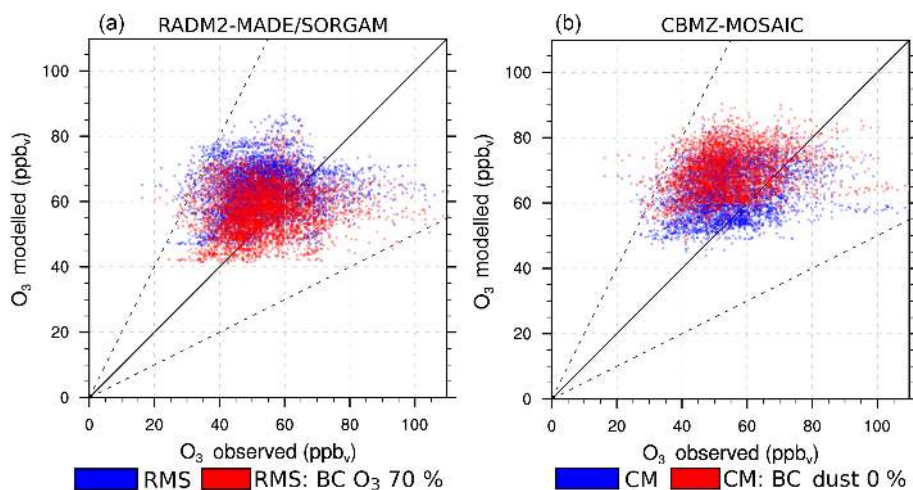 (a) RADM2-MADE/SORGAM
100
80
60
40
20
0
O₃ modelled (ppbᵥ)
0 20 40 60 80 100
O₃ observed (ppbᵥ)
RMS RMS: BC O₃ 70 %
(b) CBMZ-MOSAIC
100
80
60
40
20
0
O₃ modelled (ppbᵥ)
0 20 40 60 80 100
O₃ observed (ppbᵥ)
CM CM: BC dust 0 %